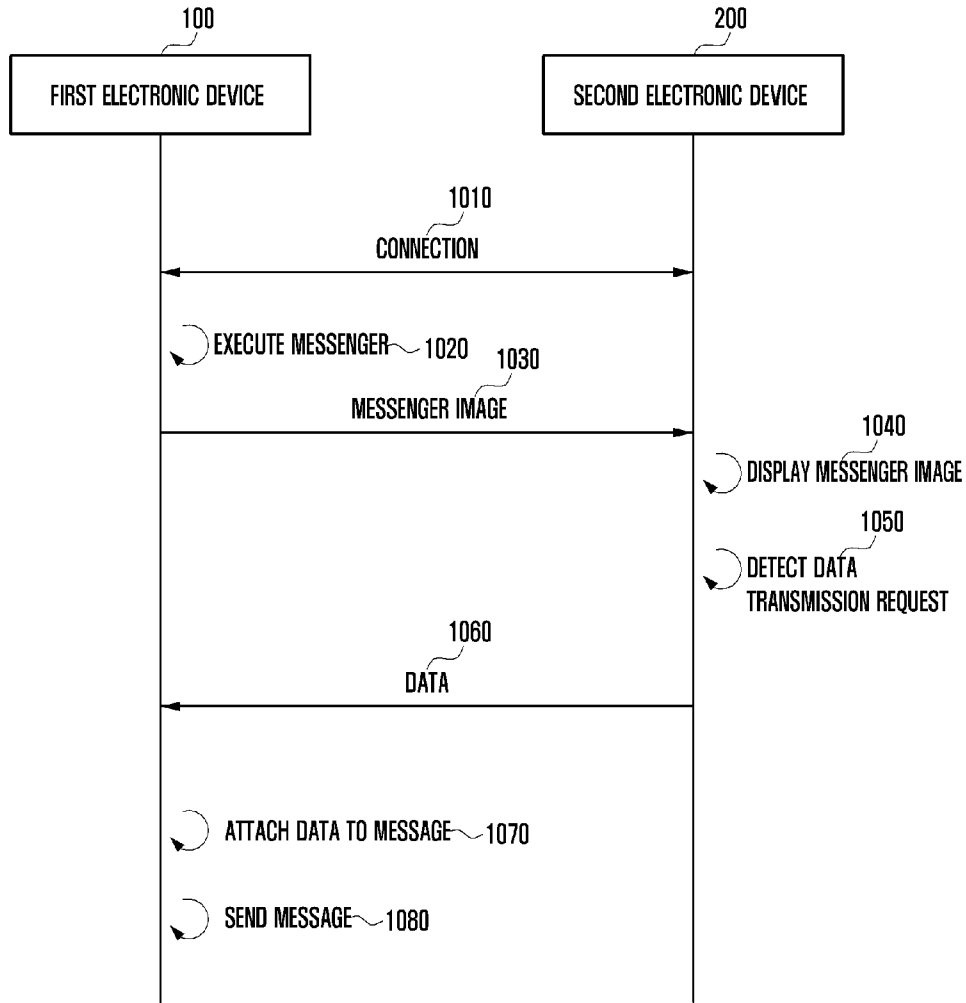 100
200
FIRST ELECTRONIC DEVICE
SECOND ELECTRONIC DEVICE
1010
CONNECTION
EXECUTE MESSENGER 1020
1030
MESSENGER IMAGE
1040
DISPLAY MESSENGER IMAGE
1050
DETECT DATA
TRANSMISSION REQUEST
1060
DATA
ATTACH DATA TO MESSAGE 1070
SEND MESSAGE 1080